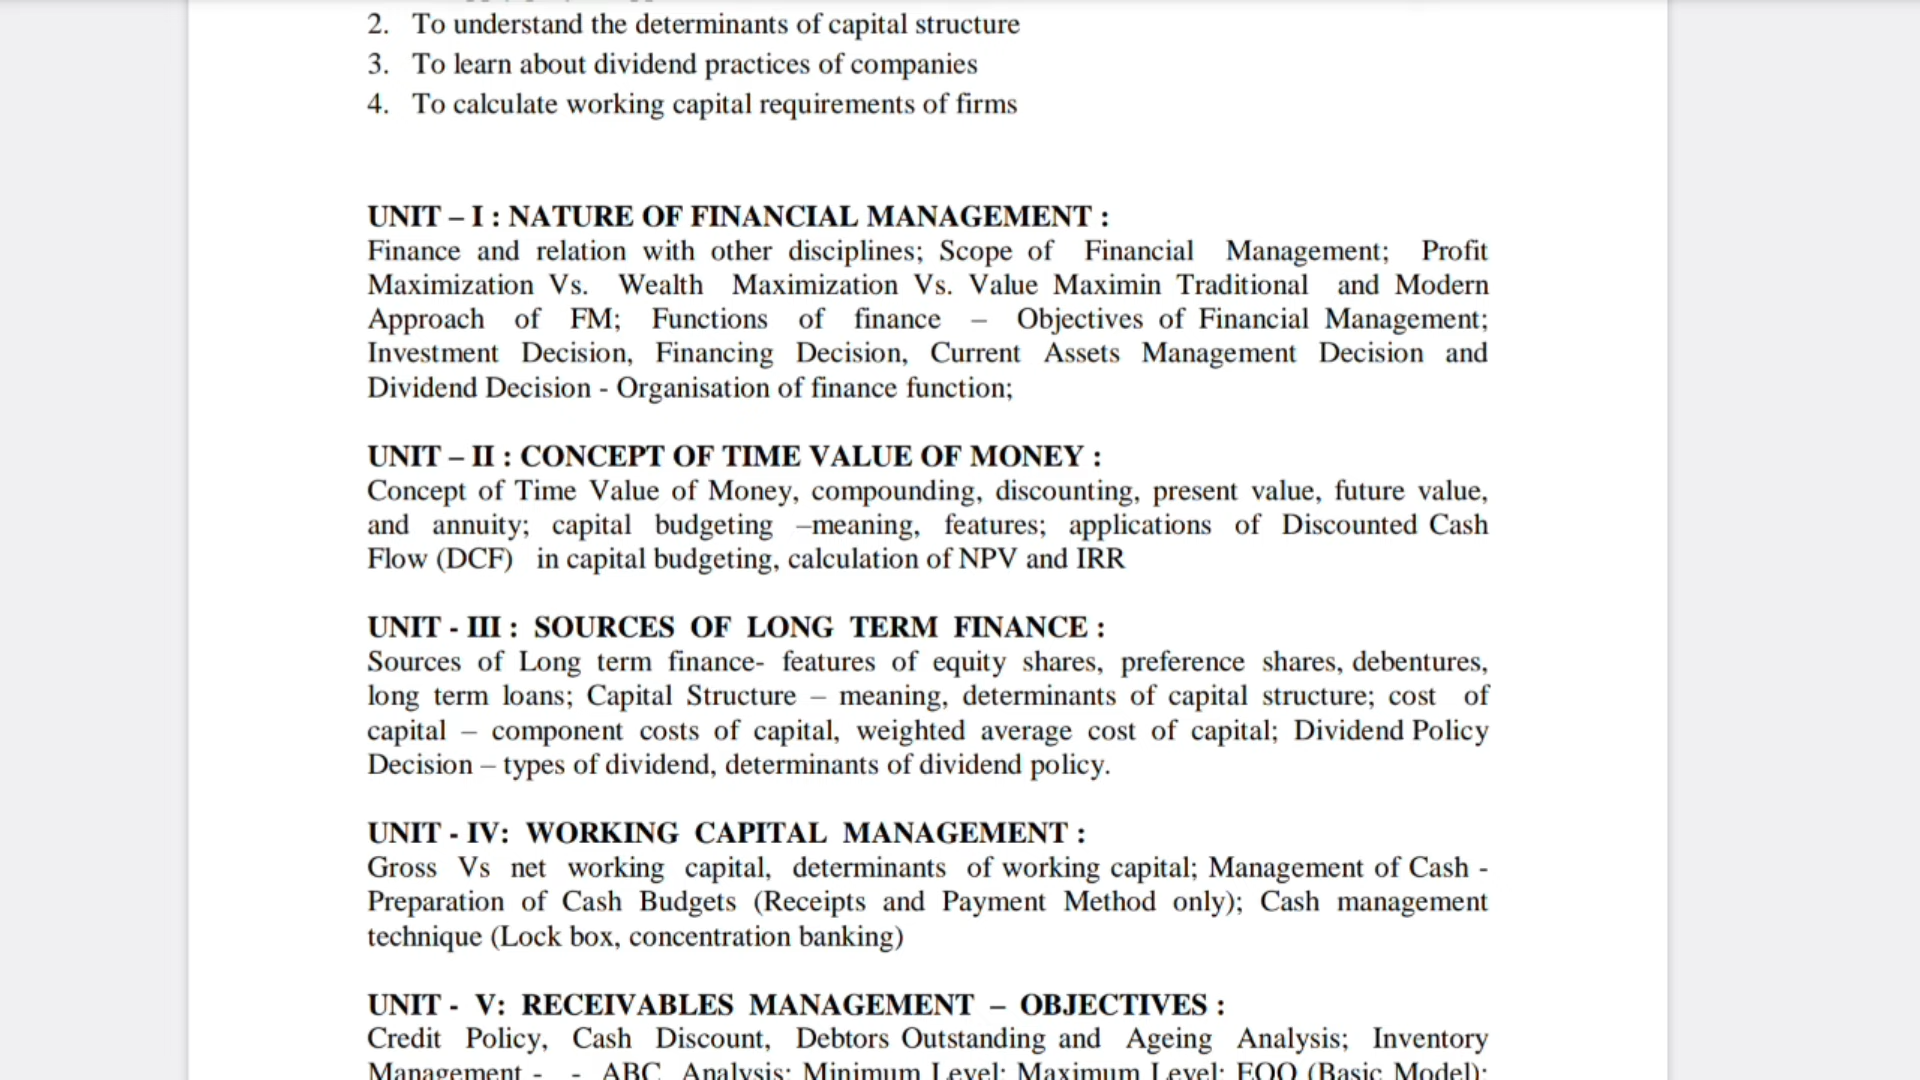 2. To understand the determinants of capital structure
3. To learn about dividend practices of companies
4. To calculate working capital requirements of firms
UNIT – I : NATURE OF FINANCIAL MANAGEMENT :
Finance and relation with other disciplines; Scope of Financial Management; Profit
Maximization Vs. Wealth Maximization Vs. Value Maximin Traditional and Modern
Approach of FM; Functions of finance – Objectives of Financial Management;
Investment Decision, Financing Decision, Current Assets Management Decision and
Dividend Decision - Organisation of finance function;
UNIT – II : CONCEPT OF TIME VALUE OF MONEY :
Concept of Time Value of Money, compounding, discounting, present value, future value,
and annuity; capital budgeting –meaning, features; applications of Discounted Cash
Flow (DCF) in capital budgeting, calculation of NPV and IRR
UNIT - III : SOURCES OF LONG TERM FINANCE :
Sources of Long term finance- features of equity shares, preference shares, debentures,
long term loans; Capital Structure – meaning, determinants of capital structure; cost of
capital – component costs of capital, weighted average cost of capital; Dividend Policy
Decision – types of dividend, determinants of dividend policy.
UNIT - IV: WORKING CAPITAL MANAGEMENT :
Gross Vs net working capital, determinants of working capital; Management of Cash -
Preparation of Cash Budgets (Receipts and Payment Method only); Cash management
technique (Lock box, concentration banking)
UNIT - V: RECEIVABLES MANAGEMENT – OBJECTIVES :
Credit Policy, Cash Discount, Debtors Outstanding and Ageing Analysis; Inventory
Management - - ABC Analysis; Minimum Level; Maximum Level; EOQ (Basic Model);